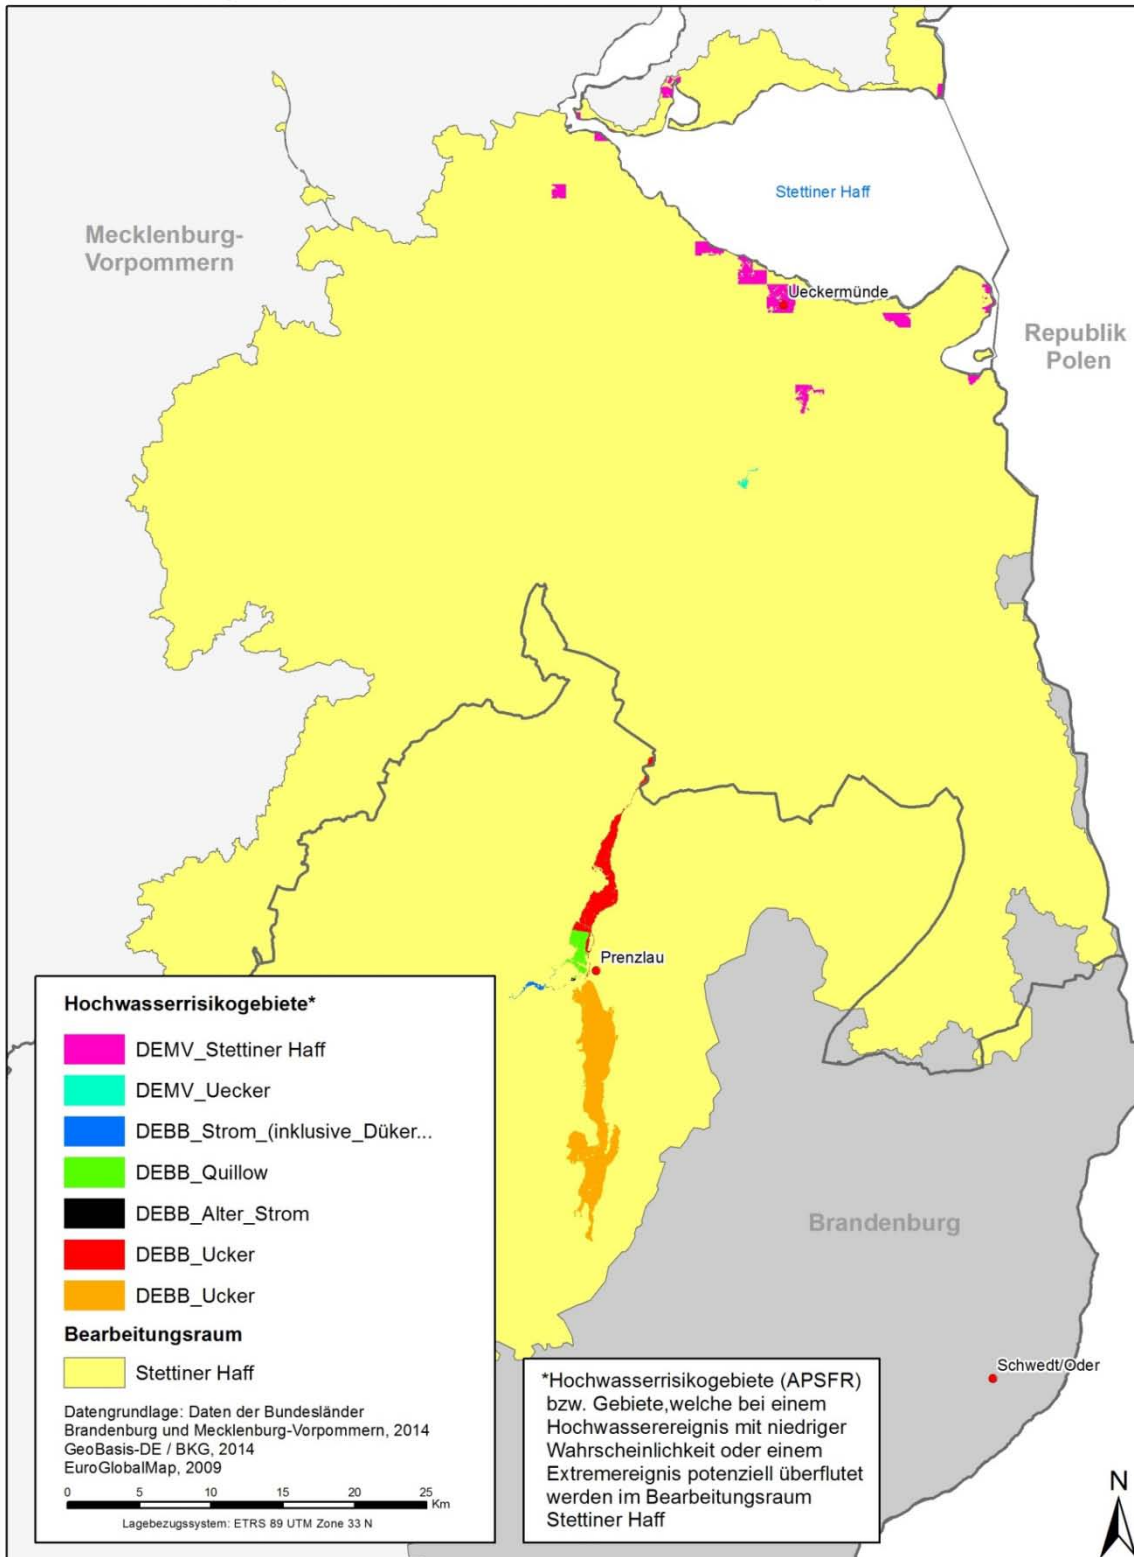 Stettiner Haff
Mecklenburg-
Vorpommern
Ueckermünde
Republik
Polen
Prenzlau
Brandenburg
Schwedt/Oder
Hochwasserrisikogebiete*
DEMV_Stettiner Haff
DEMV_Uecker
DEBB_Strom_(inklusive_Düker...
DEBB_Quillow
DEBB_Alter_Strom
DEBB_Ucker
DEBB_Ucker
Bearbeitungsraum
Stettiner Haff
Datengrundlage: Daten der Bundesländer
Brandenburg und Mecklenburg-Vorpommern, 2014
GeoBasis-DE / BKG, 2014
EuroGlobalMap, 2009
0 5 10 15 20 25
Km
Lagebezugssystem: ETRS 89 UTM Zone 33 N
*Hochwasserrisikogebiete (APSFR)
bzw. Gebiete,welche bei einem
Hochwasserereignis mit niedriger
Wahrscheinlichkeit oder einem
Extremereignis potenziell überflutet
werden im Bearbeitungsraum
Stettiner Haff
N